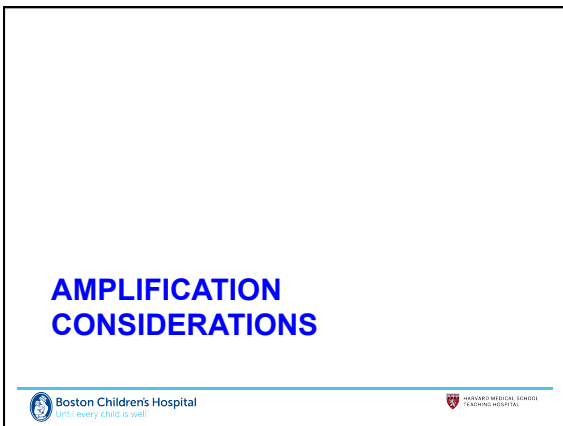 AMPLIFICATION
CONSIDERATIONS
Boston Children's Hospital
Until every child is well
HARVARD MEDICAL SCHOOL
TEACHING HOSPITAL